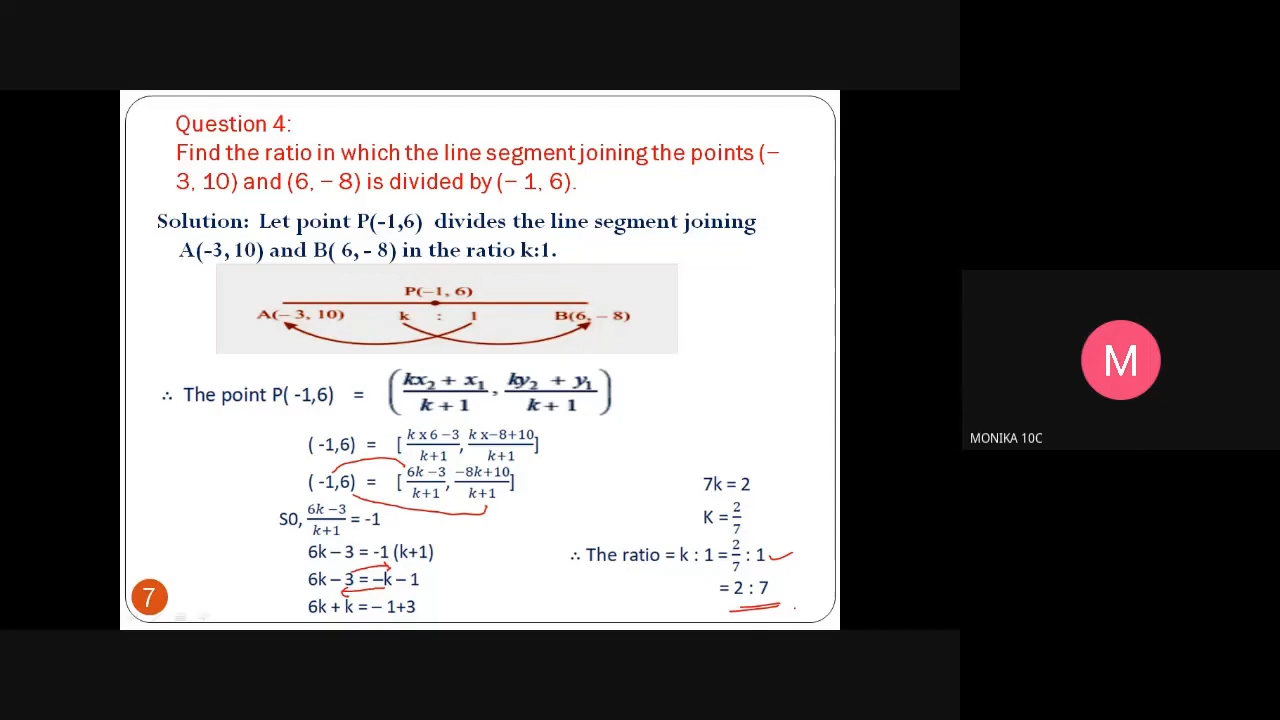 Question 4:
Find the ratio in which the line segment joining the points (–
3, 10) and (6, – 8) is divided by (– 1, 6).
Solution: Let point P(-1,6) divides the line segment joining
A(-3, 10) and B( 6, - 8) in the ratio k:1.
P(–1, 6)
A(– 3, 10) k : 1 B(6, – 8)
∴ The point P( -1,6) = ( (kx₂ + x₁)/(k + 1) , (ky₂ + y₁)/(k + 1) )
( -1,6) = [ (k x 6 –3)/(k+1) , (k x–8+10)/(k+1) ]
( -1,6) = [ (6k –3)/(k+1) , (–8k+10)/(k+1) ]
S0, (6k –3)/(k+1) = -1
6k – 3 = -1 (k+1)
6k – 3 = –k – 1
6k + k = – 1+3
7k = 2
K = 2/7
∴ The ratio = k : 1 = 2/7 : 1
= 2 : 7
7
M
MONIKA 10C